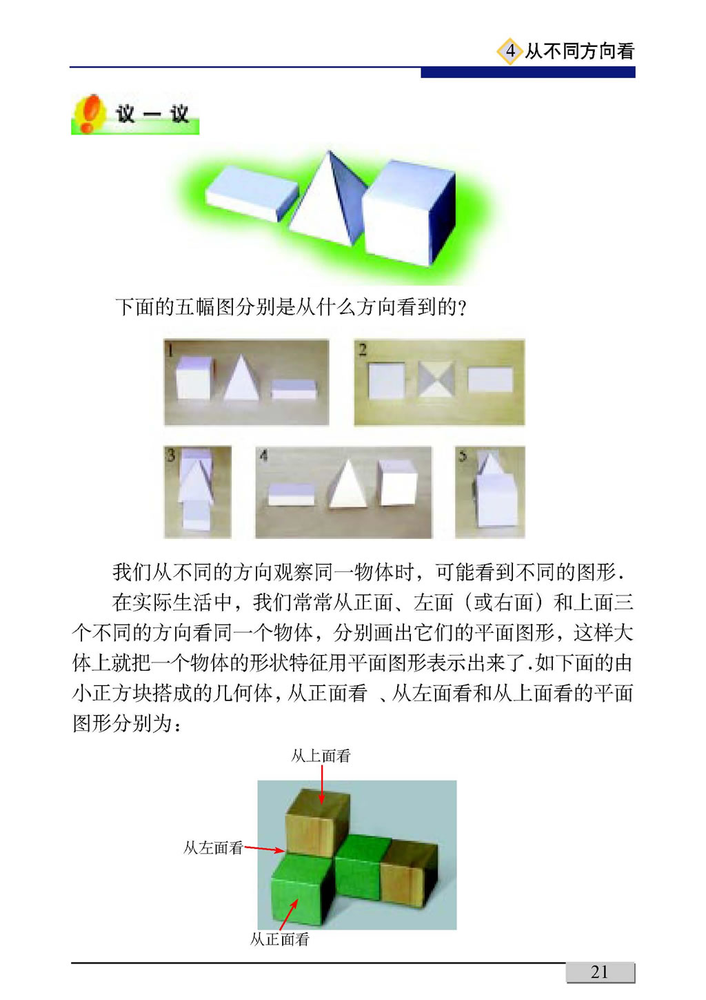 4 从不同方向看
议一议
下面的五幅图分别是从什么方向看到的?
1
2
3
4
5
我们从不同的方向观察同一物体时，可能看到不同的图形.
在实际生活中，我们常常从正面、左面（或右面）和上面三
个不同的方向看同一个物体，分别画出它们的平面图形，这样大
体上就把一个物体的形状特征用平面图形表示出来了.如下面的由
小正方块搭成的几何体，从正面看 、从左面看和从上面看的平面
图形分别为：
从上面看
从左面看
从正面看
21